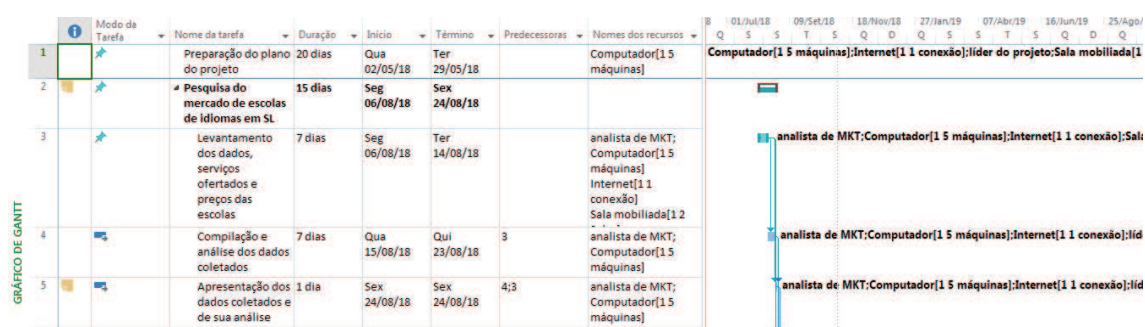 Modo da Tarefa Nome da tarefa Duração Início Término Predecessoras Nomes dos recursos
8 01/Jul/18 09/Set/18 18/Nov/18 27/Jan/19 07/Abr/19 16/Jun/19 25/Ago/
Q S S T S Q D Q S T S Q D Q
GRÁFICO DE GANTT
1 Preparação do plano 20 dias Qua Ter Computador[1 5
do projeto 02/05/18 29/05/18 máquinas]
Computador[1 5 máquinas];Internet[1 1 conexão];líder do projeto;Sala mobiliada[1
2 Pesquisa do 15 dias Seg Sex
mercado de escolas 06/08/18 24/08/18
de idiomas em SL
3 Levantamento 7 dias Seg Ter analista de MKT;
dos dados, 06/08/18 14/08/18 Computador[1 5
serviços máquinas]
ofertados e Internet[1 1
preços das conexão]
escolas Sala mobiliada[1 2
analista de MKT;Computador[1 5 máquinas];Internet[1 1 conexão];Sala
4 Compilação e 7 dias Qua Qui 3 analista de MKT;
análise dos dados 15/08/18 23/08/18 Computador[1 5
coletados máquinas]
analista de MKT;Computador[1 5 máquinas];Internet[1 1 conexão];líd
5 Apresentação dos 1 dia Sex Sex 4;3 analista de MKT;
dados coletados e 24/08/18 24/08/18 Computador[1 5
de sua análise máquinas]
analista de MKT;Computador[1 5 máquinas];Internet[1 1 conexão];líd